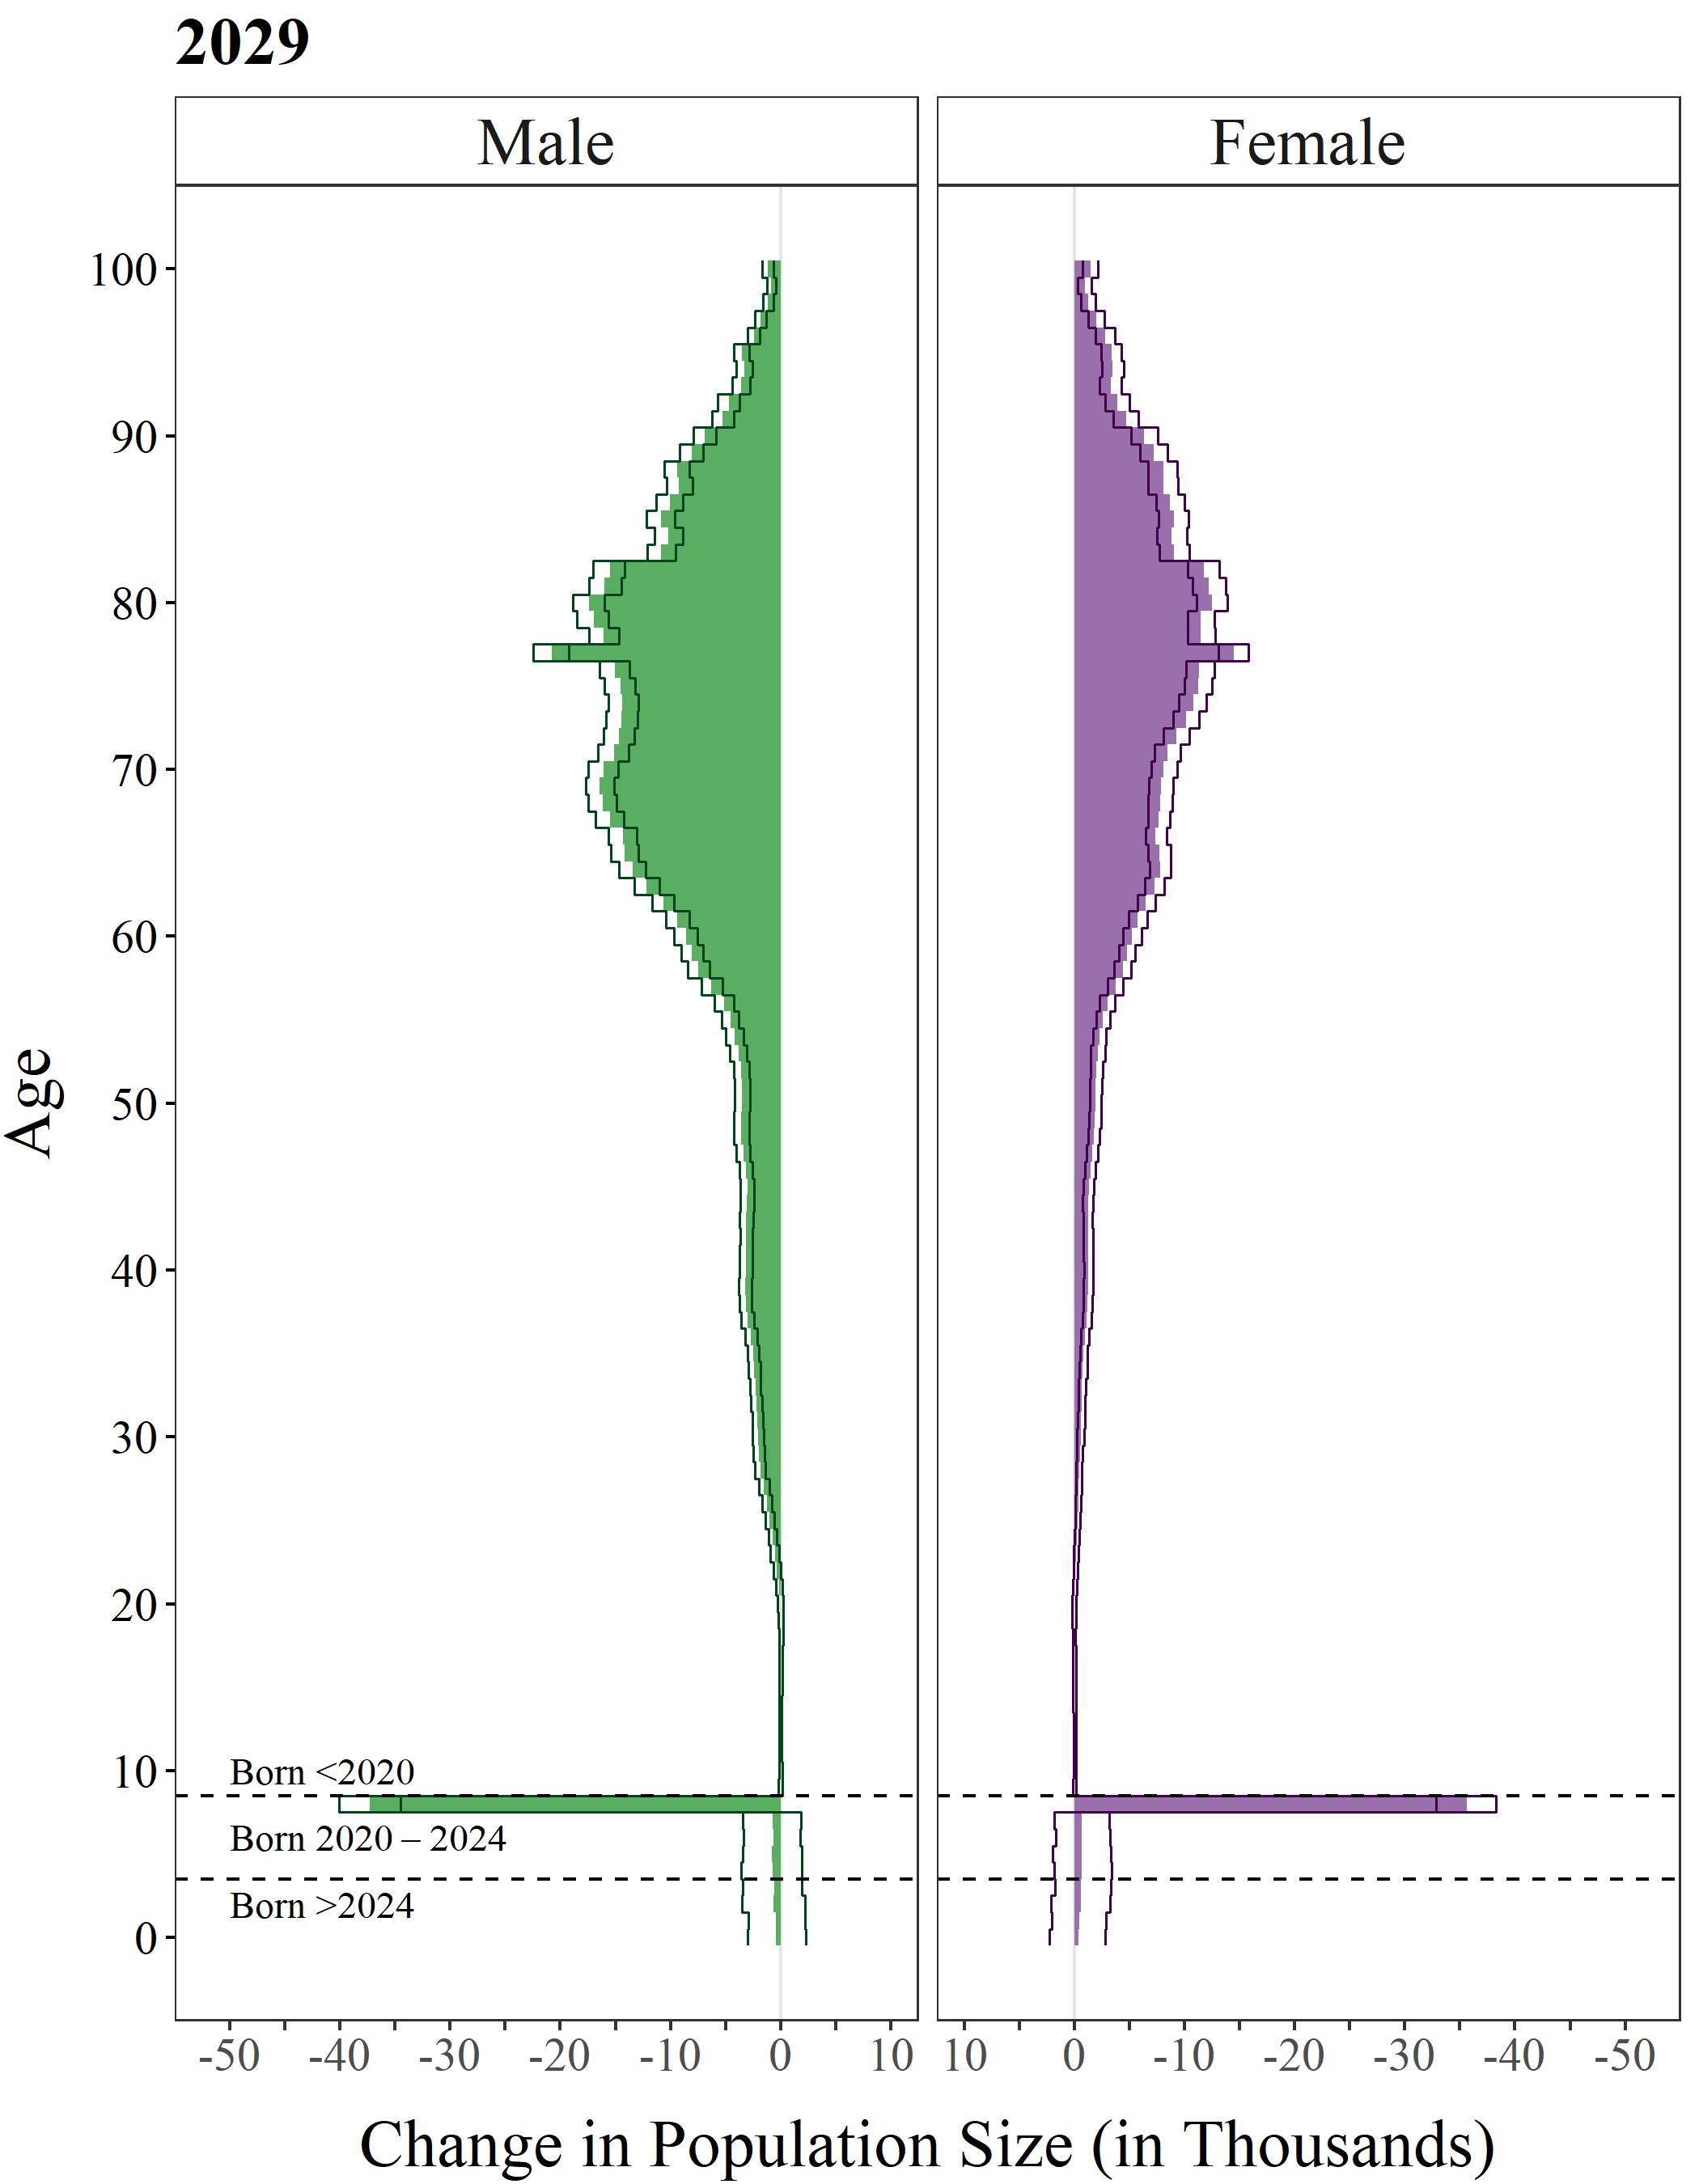 2029
Male
Female
100
90
80
70
60
50
40
30
20
10
0
Age
Born <2020
Born 2020 – 2024
Born >2024
-50 -40 -30 -20 -10 0 10
10 0 -10 -20 -30 -40 -50
Change in Population Size (in Thousands)